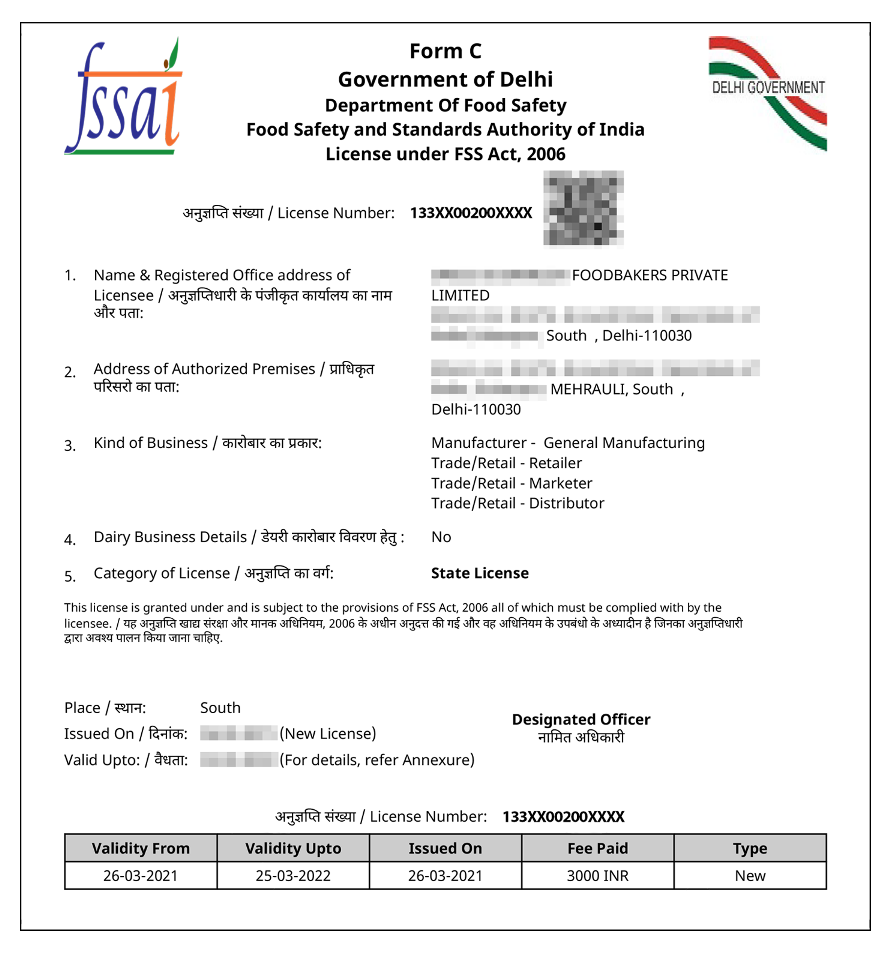 fssai
Form C
Government of Delhi
Department Of Food Safety
Food Safety and Standards Authority of India
License under FSS Act, 2006
DELHI GOVERNMENT
अनुज्ञप्ति संख्या / License Number: 133XX00200XXXX
1. Name & Registered Office address of
Licensee / अनुज्ञप्तिधारी के पंजीकृत कार्यालय का नाम
और पता:
FOODBAKERS PRIVATE
LIMITED
South , Delhi-110030
2. Address of Authorized Premises / प्राधिकृत
परिसरो का पता:
MEHRAULI, South ,
Delhi-110030
3. Kind of Business / कारोबार का प्रकार:
Manufacturer - General Manufacturing
Trade/Retail - Retailer
Trade/Retail - Marketer
Trade/Retail - Distributor
4. Dairy Business Details / डेयरी कारोबार विवरण हेतु : No
5. Category of License / अनुज्ञप्ति का वर्ग: State License
This license is granted under and is subject to the provisions of FSS Act, 2006 all of which must be complied with by the
licensee. / यह अनुज्ञप्ति खाद्य संरक्षा और मानक अधिनियम, 2006 के अधीन अनुदत्त की गई और वह अधिनियम के उपबंधो के अध्यादीन है जिनका अनुज्ञप्तिधारी
द्वारा अवश्य पालन किया जाना चाहिए.
Place / स्थान: South
Issued On / दिनांक: (New License)
Valid Upto: / वैधता: (For details, refer Annexure)
Designated Officer
नामित अधिकारी
अनुज्ञप्ति संख्या / License Number: 133XX00200XXXX
Validity From Validity Upto Issued On Fee Paid Type
26-03-2021 25-03-2022 26-03-2021 3000 INR New